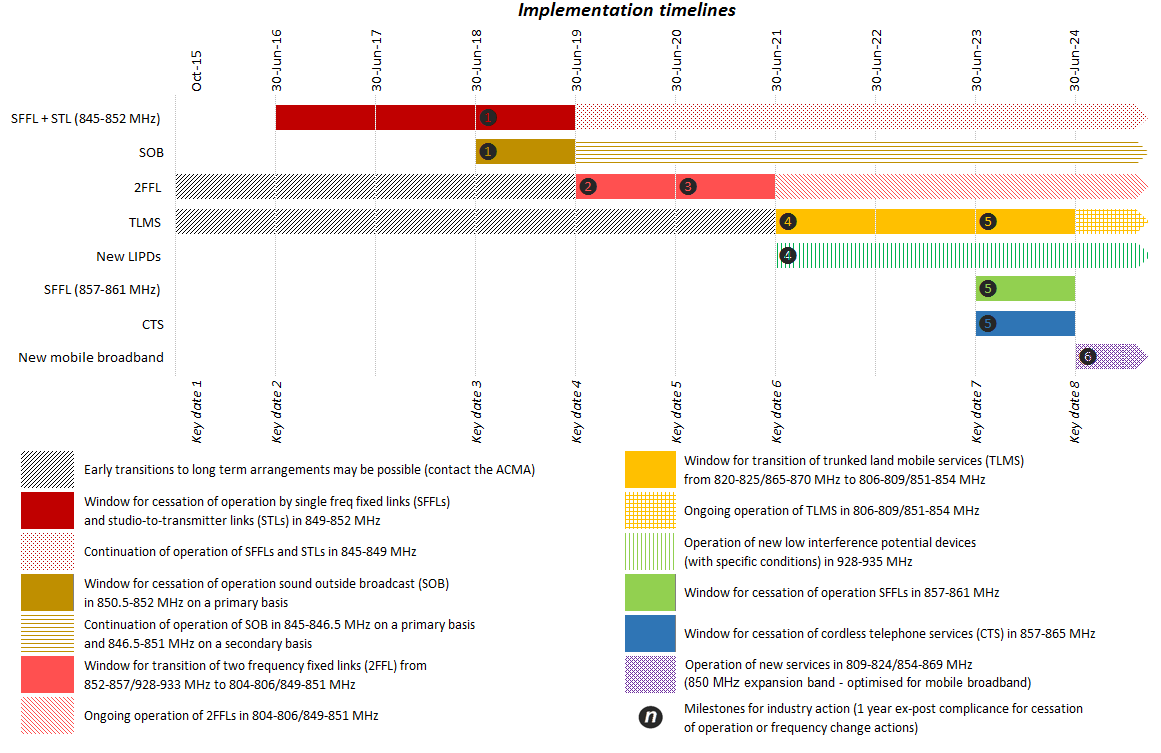 Implementation timelines
Oct-15
30-Jun-16
30-Jun-17
30-Jun-18
30-Jun-19
30-Jun-20
30-Jun-21
30-Jun-22
30-Jun-23
30-Jun-24
SFFL + STL (845-852 MHz)
1
SOB
1
2FFL
2
3
TLMS
4
5
New LIPDs
4
SFFL (857-861 MHz)
5
CTS
5
New mobile broadband
6
Key date 1
Key date 2
Key date 3
Key date 4
Key date 5
Key date 6
Key date 7
Key date 8
Early transitions to long term arrangements may be possible (contact the ACMA)
Window for cessation of operation by single freq fixed links (SFFLs)
and studio-to-transmitter links (STLs) in 849-852 MHz
Continuation of operation of SFFLs and STLs in 845-849 MHz
Window for cessation of operation sound outside broadcast (SOB)
in 850.5-852 MHz on a primary basis
Continuation of operation of SOB in 845-846.5 MHz on a primary basis
and 846.5-851 MHz on a secondary basis
Window for transition of two frequency fixed links (2FFL) from
852-857/928-933 MHz to 804-806/849-851 MHz
Ongoing operation of 2FFLs in 804-806/849-851 MHz
Window for transition of trunked land mobile services (TLMS)
from 820-825/865-870 MHz to 806-809/851-854 MHz
Ongoing operation of TLMS in 806-809/851-854 MHz
Operation of new low interference potential devices
(with specific conditions) in 928-935 MHz
Window for cessation of operation SFFLs in 857-861 MHz
Window for cessation of cordless telephone services (CTS) in 857-865 MHz
Operation of new services in 809-824/854-869 MHz
(850 MHz expansion band - optimised for mobile broadband)
n
Milestones for industry action (1 year ex-post complicance for cessation
of operation or frequency change actions)